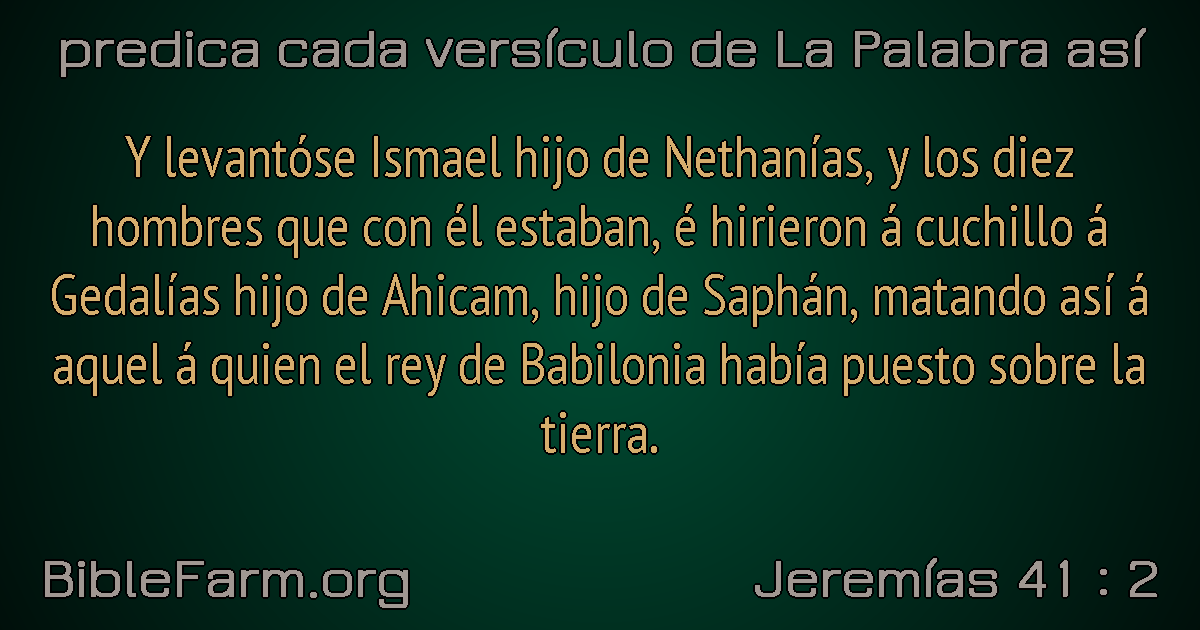 predica cada versículo de La Palabra así
Y levantóse Ismael hijo de Nethanías, y los diez
hombres que con él estaban, é hirieron á cuchillo á
Gedalías hijo de Ahicam, hijo de Saphán, matando así á
aquel á quien el rey de Babilonia había puesto sobre la
tierra.
BibleFarm.org
Jeremías 41 : 2